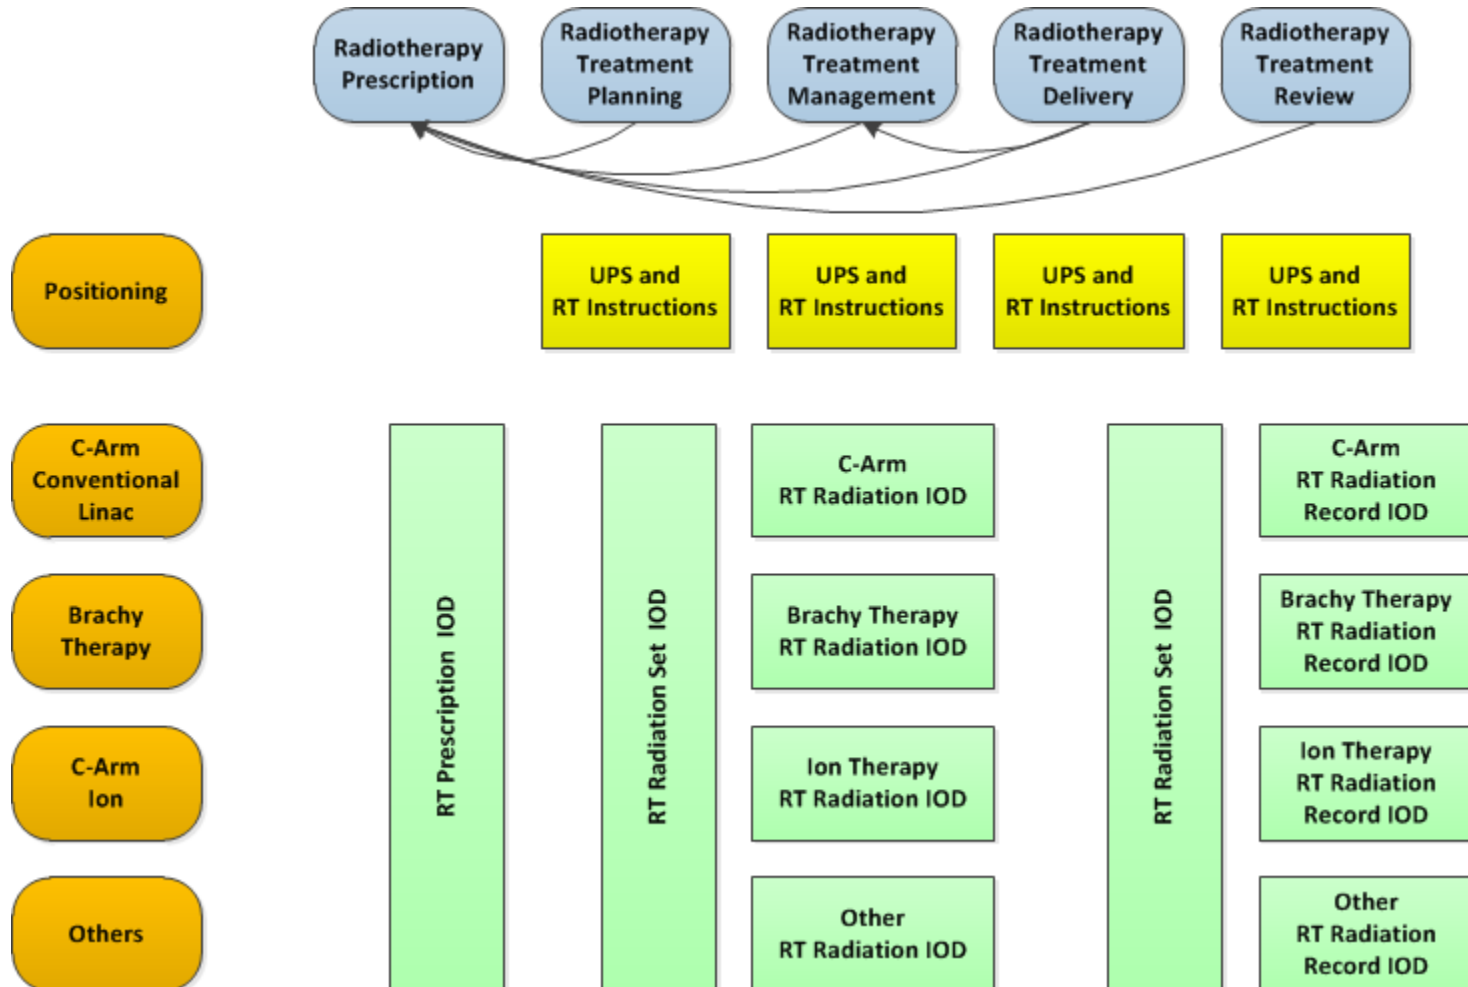 Radiotherapy
Prescription
Radiotherapy
Treatment
Planning
Radiotherapy
Treatment
Management
Radiotherapy
Treatment
Delivery
Radiotherapy
Treatment
Review
Positioning
UPS and
RT Instructions
UPS and
RT Instructions
UPS and
RT Instructions
UPS and
RT Instructions
C-Arm
Conventional
Linac
Brachy
Therapy
C-Arm
Ion
Others
RT Prescription IOD
RT Radiation Set IOD
C-Arm
RT Radiation IOD
Brachy Therapy
RT Radiation IOD
Ion Therapy
RT Radiation IOD
Other
RT Radiation IOD
RT Radiation Set IOD
C-Arm
RT Radiation
Record IOD
Brachy Therapy
RT Radiation
Record IOD
Ion Therapy
RT Radiation
Record IOD
Other
RT Radiation
Record IOD